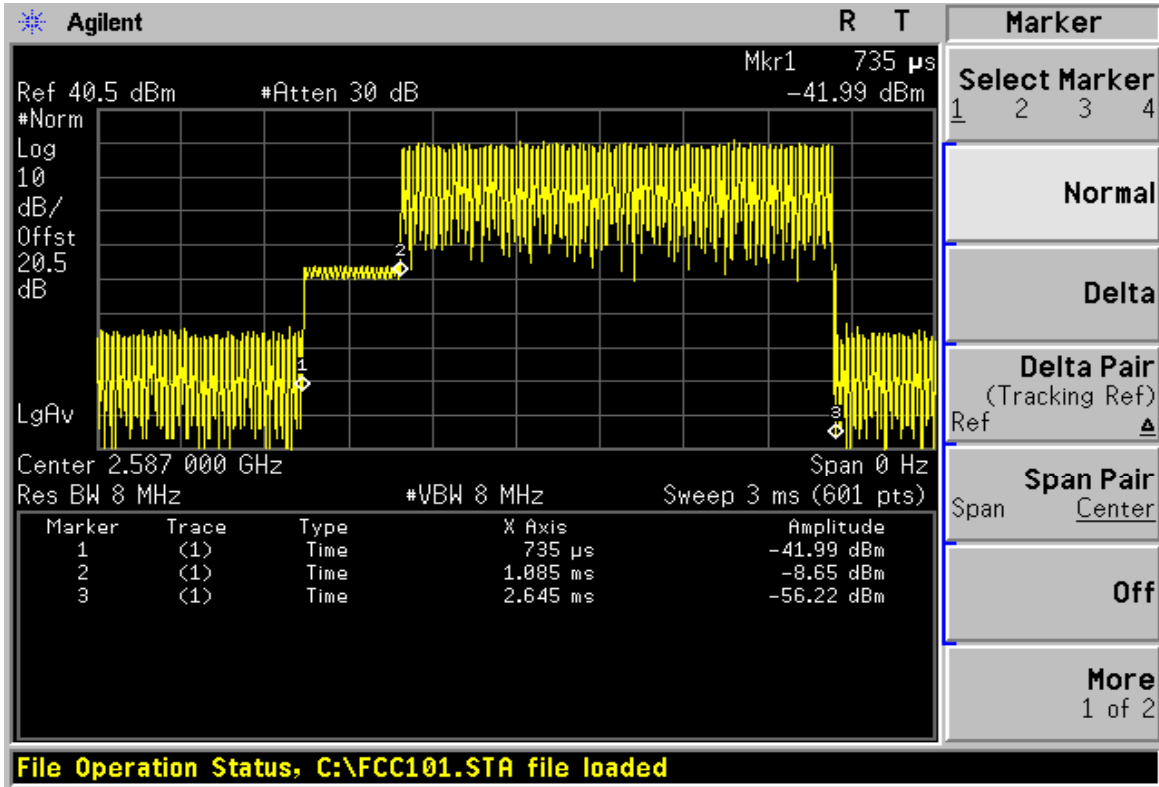 Agilent R T Marker
Mkr1 735 µs
Ref 40.5 dBm #Atten 30 dB -41.99 dBm
#Norm
Log
10
dB/
Offst
20.5
dB
LgAv
1
2
3
Center 2.587 000 GHz Span 0 Hz
Res BW 8 MHz #VBW 8 MHz Sweep 3 ms (601 pts)
Marker Trace Type X Axis Amplitude
1 (1) Time 735 µs -41.99 dBm
2 (1) Time 1.085 ms -8.65 dBm
3 (1) Time 2.645 ms -56.22 dBm
Select Marker
1 2 3 4
Normal
Delta
Delta Pair
(Tracking Ref)
Ref Δ
Span Pair
Span Center
Off
More
1 of 2
File Operation Status, C:\FCC101.STA file loaded